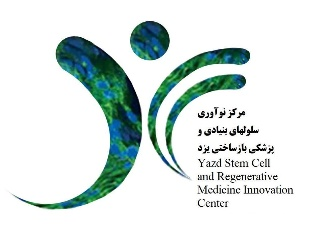 مرکز نوآوری
سلولهای بنیادی و
پزشکی بازساختی یزد
Yazd Stem Cell
and Regenerative
Medicine Innovation
Center